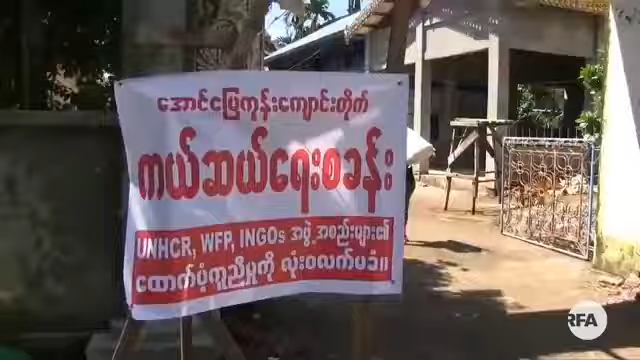 အောင်မြေကုန်းကျောင်းတိုက်
ကယ်ဆယ်ရေးစခန်း
UNHCR, WFP, INGOs အဖွဲ့အစည်းများ၏
ထောက်ပံ့ကူညီမှုကို လုံးဝလက်မခံ။
RFA